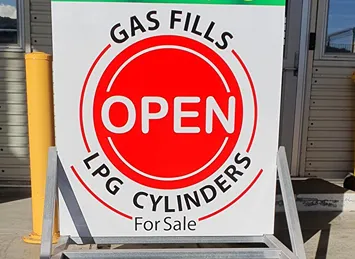 GAS FILLS
OPEN
LPG CYLINDERS
For Sale